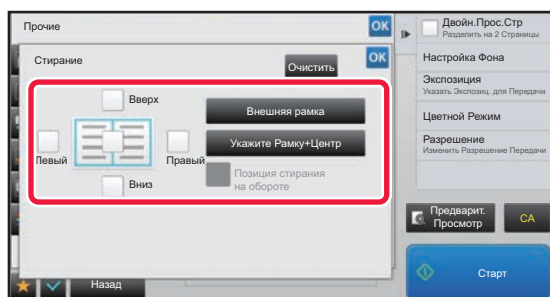 Прочие
OK
Стирание
Очистить
OK
Вверх
Левый
Правый
Вниз
Внешняя рамка
Укажите Рамку+Центр
Позиция стирания
на обороте
Назад
Двойн.Прос.Стр
Разделить на 2 Страницы
Настройка Фона
Экспозиция
Указать Экспозиц. для Передачи
Цветной Режим
Разрешение
Изменить Разрешение Передачи
Предварит.
Просмотр
CA
Старт